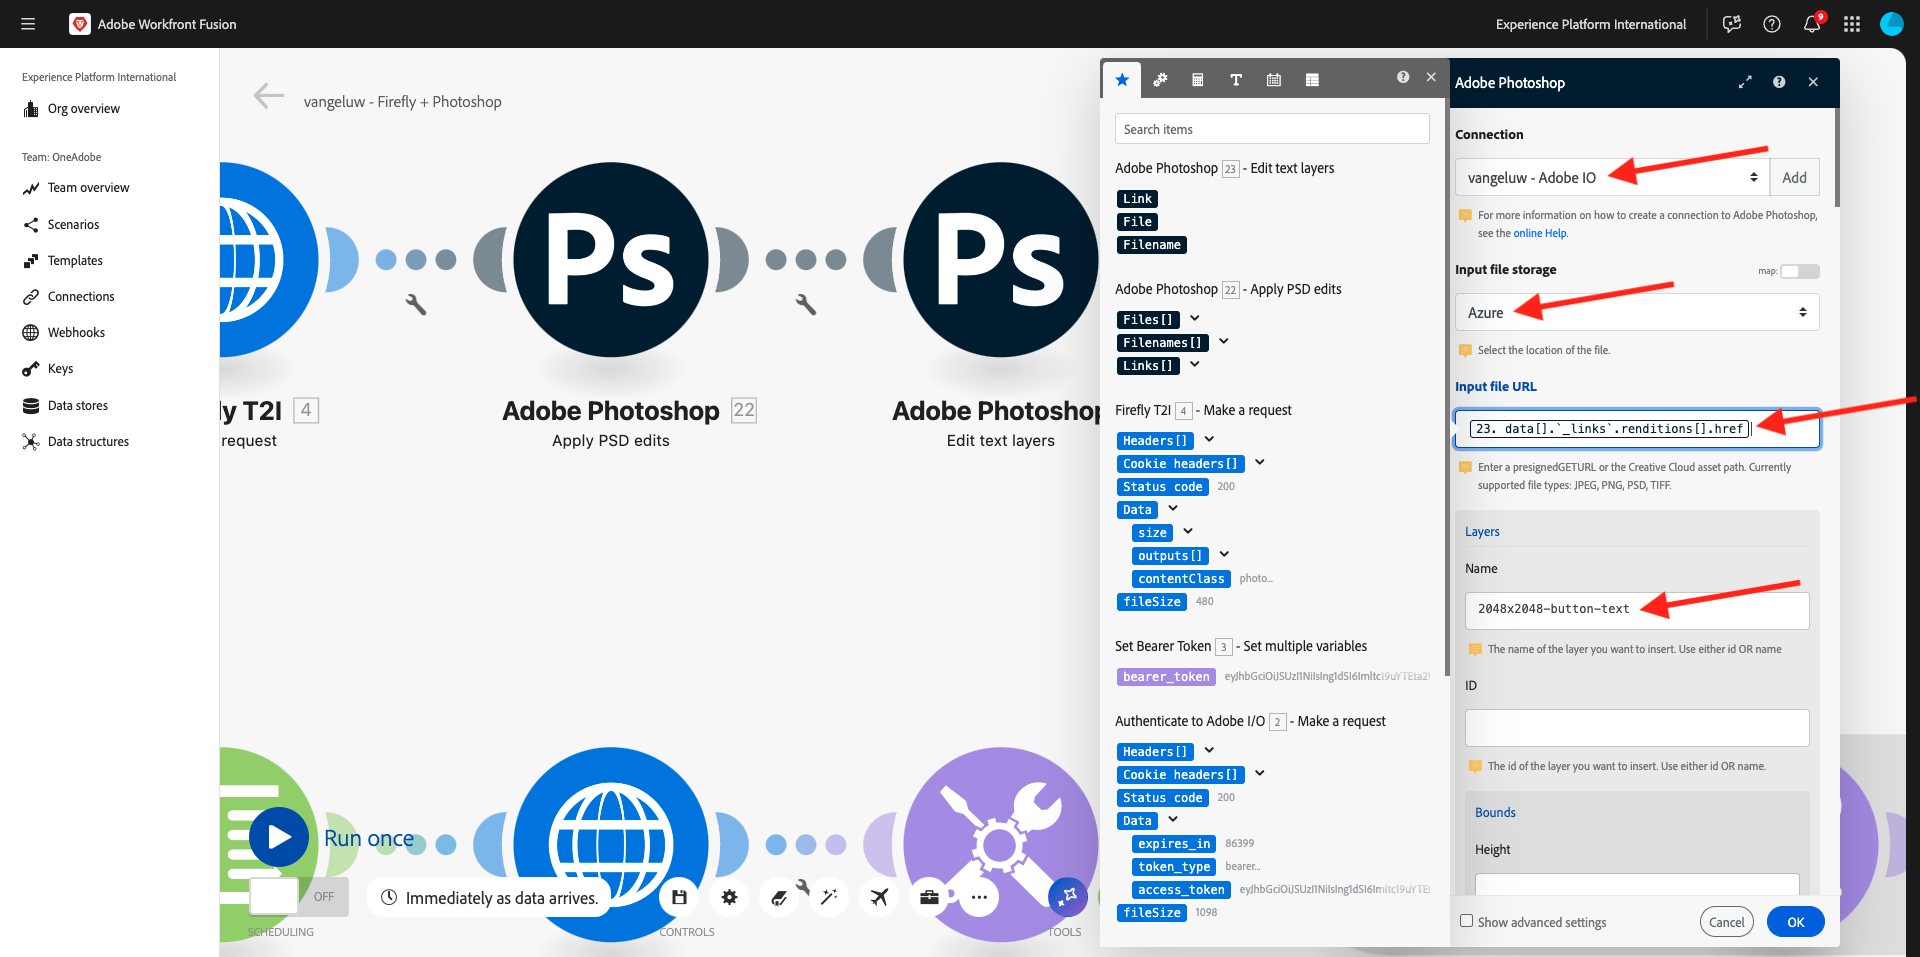 Adobe Workfront Fusion
Experience Platform International
9
Experience Platform International
Org overview
Team: OneAdobe
Team overview
Scenarios
Templates
Connections
Webhooks
Keys
Data stores
Data structures
vangeluw - Firefly + Photoshop
Ps
Ps
ly T2I 4
request
Adobe Photoshop 22
Apply PSD edits
Adobe Photoshop
Edit text layers
Run once
OFF
Immediately as data arrives.
SCHEDULING
CONTROLS
TOOLS
T
Search items
Adobe Photoshop 23 - Edit text layers
Link
File
Filename
Adobe Photoshop 22 - Apply PSD edits
Files[]
Filenames[]
Links[]
Firefly T2I 4 - Make a request
Headers[]
Cookie headers[]
Status code 200
Data
size
outputs[]
contentClass photo...
fileSize 480
Set Bearer Token 3 - Set multiple variables
bearer_token
Authenticate to Adobe I/O 2 - Make a request
Headers[]
Cookie headers[]
Status code 200
Data
expires_in 86399
token_type bearer...
access_token
fileSize 1098
Adobe Photoshop
Connection
vangeluw - Adobe IO
Add
For more information on how to create a connection to Adobe Photoshop,
see the online Help.
Input file storage
map:
Azure
Select the location of the file.
Input file URL
23. data[].`_links`.renditions[].href
Enter a presignedGETURL or the Creative Cloud asset path. Currently
supported file types: JPEG, PNG, PSD, TIFF.
Layers
Name
2048x2048-button-text
The name of the layer you want to insert. Use either id OR name
ID
The id of the layer you want to insert. Use either id OR name.
Bounds
Height
Show advanced settings
Cancel
OK